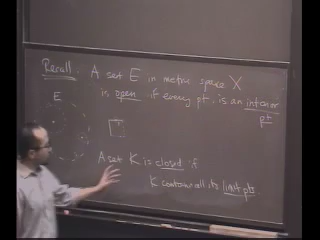 Recall: A set E in metric space X
is open if every pt. is an interior
pt
E
A set K is closed if
K contains all its limit pts.